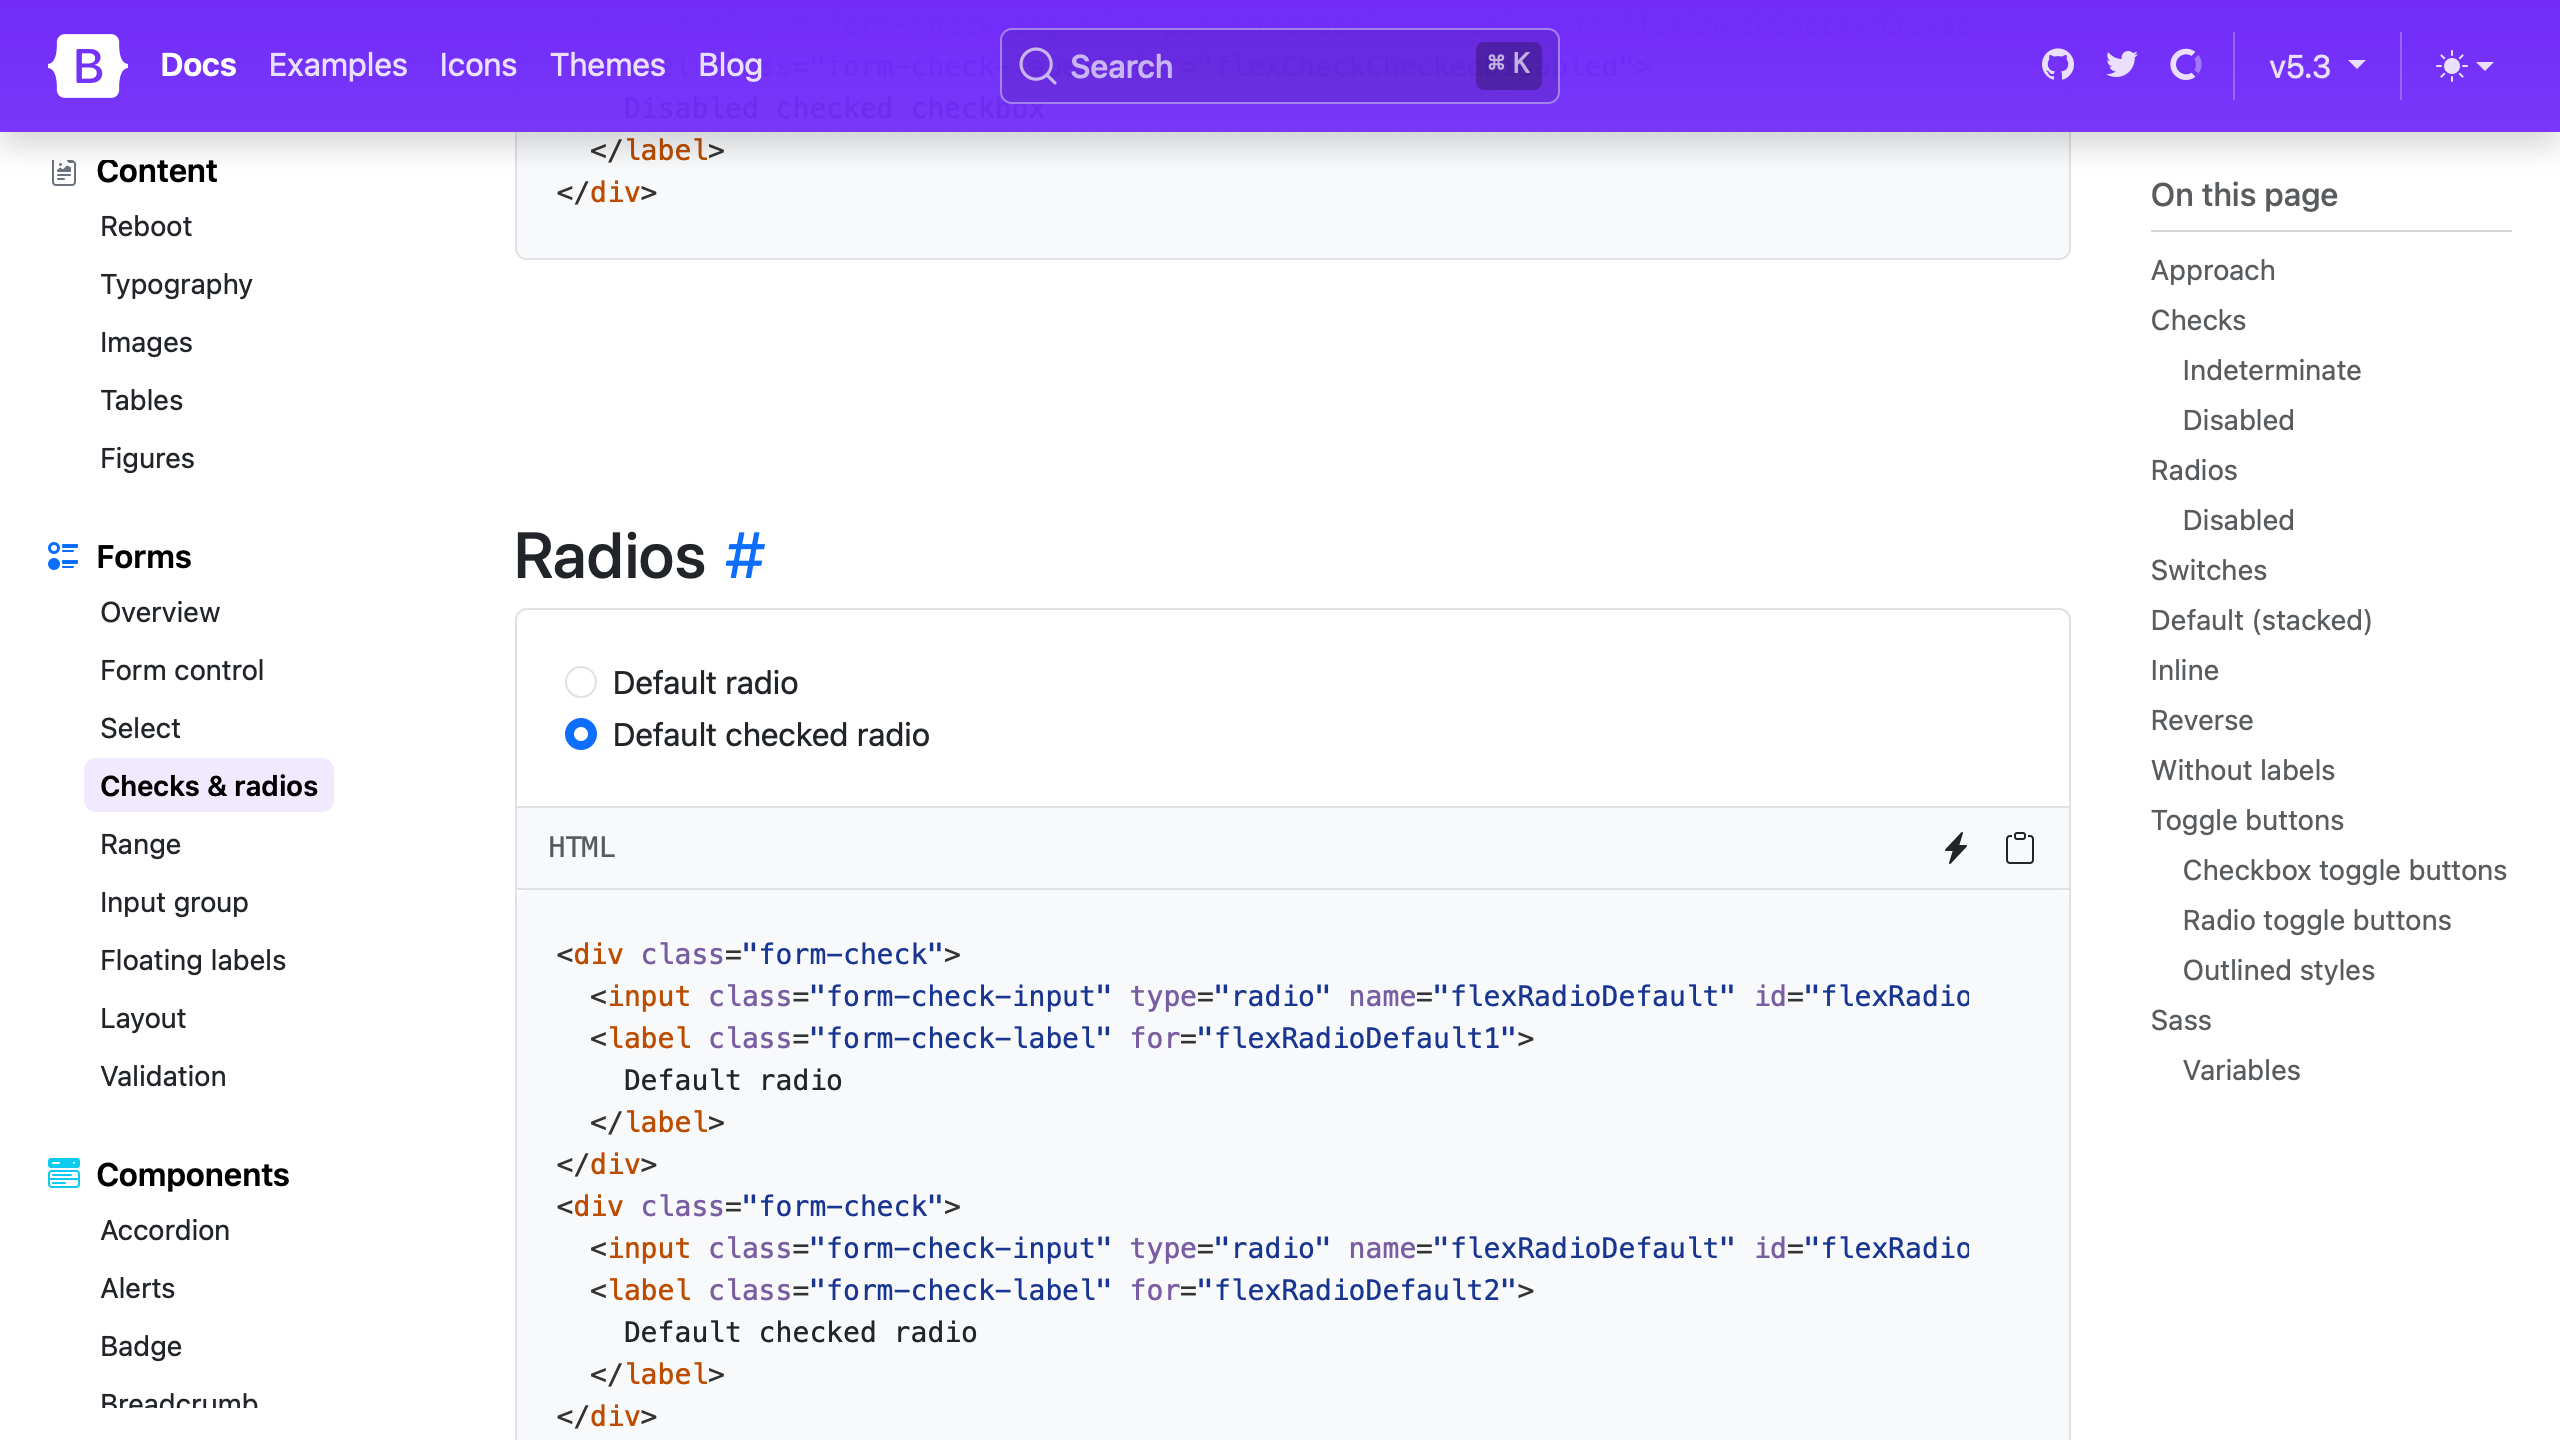 B
Docs
Examples
Icons
Themes
Blog
Search
⌘ K
v5.3
Content
Reboot
Typography
Images
Tables
Figures
Forms
Overview
Form control
Select
Checks & radios
Range
Input group
Floating labels
Layout
Validation
Components
Accordion
Alerts
Badge
Breadcrumb
Disabled checked checkbox
</label>
</div>
Radios #
Default radio
Default checked radio
HTML
<div class="form-check">
<input class="form-check-input" type="radio" name="flexRadioDefault" id="flexRadio
<label class="form-check-label" for="flexRadioDefault1">
Default radio
</label>
</div>
<div class="form-check">
<input class="form-check-input" type="radio" name="flexRadioDefault" id="flexRadio
<label class="form-check-label" for="flexRadioDefault2">
Default checked radio
</label>
</div>
On this page
Approach
Checks
Indeterminate
Disabled
Radios
Disabled
Switches
Default (stacked)
Inline
Reverse
Without labels
Toggle buttons
Checkbox toggle buttons
Radio toggle buttons
Outlined styles
Sass
Variables